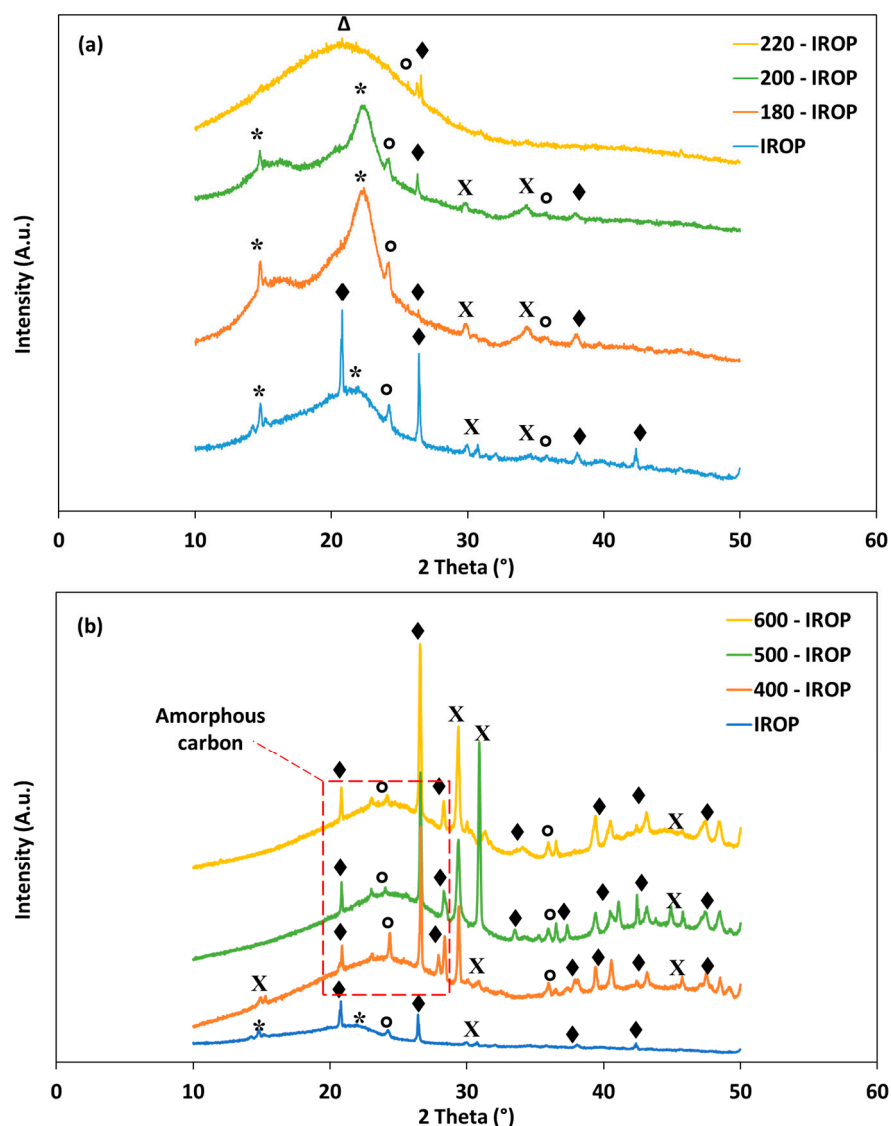 (a)
Δ
220 - IROP
200 - IROP
180 - IROP
IROP
* * X X
* * X X
* * X X
Intensity (A.u.)
0 10 20 30 40 50 60
2 Theta (°)
(b)
600 - IROP
500 - IROP
400 - IROP
IROP
Amorphous
carbon
X X X
X
X X X
* * X
Intensity (A.u.)
0 10 20 30 40 50 60
2 Theta (°)